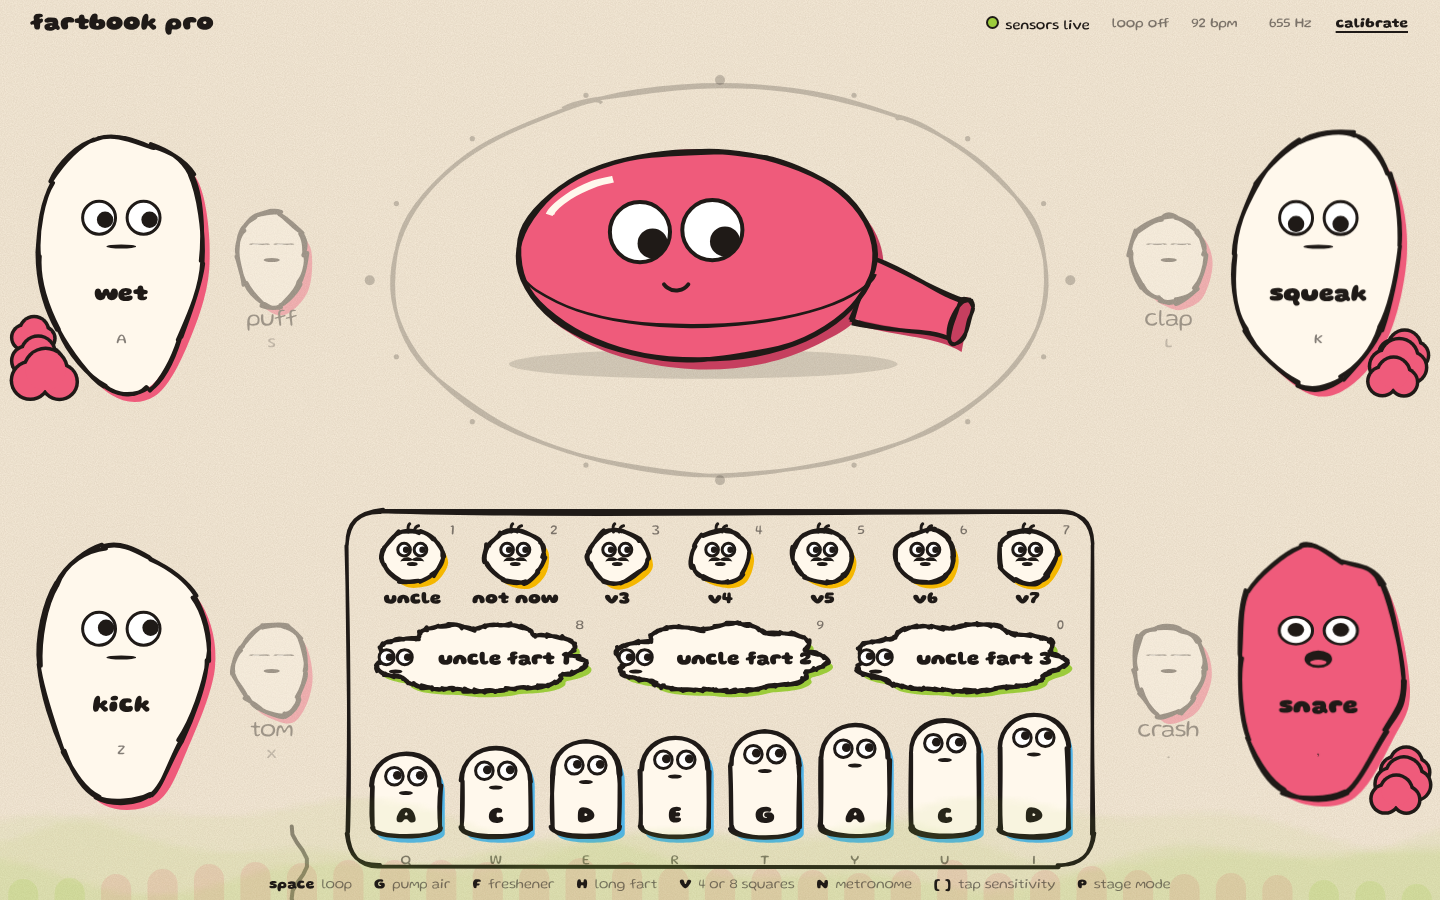 fartbook pro
sensors live loop off 92 bpm 655 Hz calibrate
wet
A
puff
S
clap
L
squeak
K
1 2 3 4 5 6 7
uncle not now v3 v4 v5 v6 v7
8 9 0
uncle fart 1 uncle fart 2 uncle fart 3
kick
Z
tom
X
crash
.
snare
.
A C D E G A C D
Q W E R T Y U I
space loop G pump air F freshener H long fart V 4 or 8 squares N metronome [ ] tap sensitivity P stage mode